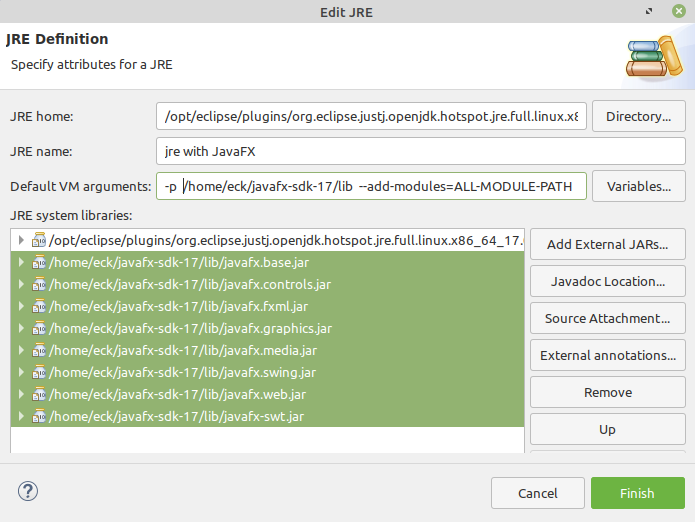 Edit JRE
JRE Definition
Specify attributes for a JRE
JRE home: /opt/eclipse/plugins/org.eclipse.justj.openjdk.hotspot.jre.full.linux.x8 Directory...
JRE name: jre with JavaFX
Default VM arguments: -p /home/eck/javafx-sdk-17/lib --add-modules=ALL-MODULE-PATH Variables...
JRE system libraries:
/opt/eclipse/plugins/org.eclipse.justj.openjdk.hotspot.jre.full.linux.x86_64_17. Add External JARs...
/home/eck/javafx-sdk-17/lib/javafx.base.jar
/home/eck/javafx-sdk-17/lib/javafx.controls.jar Javadoc Location...
/home/eck/javafx-sdk-17/lib/javafx.fxml.jar
/home/eck/javafx-sdk-17/lib/javafx.graphics.jar Source Attachment...
/home/eck/javafx-sdk-17/lib/javafx.media.jar External annotations...
/home/eck/javafx-sdk-17/lib/javafx.swing.jar
/home/eck/javafx-sdk-17/lib/javafx.web.jar Remove
/home/eck/javafx-sdk-17/lib/javafx-swt.jar
Up
? Cancel Finish